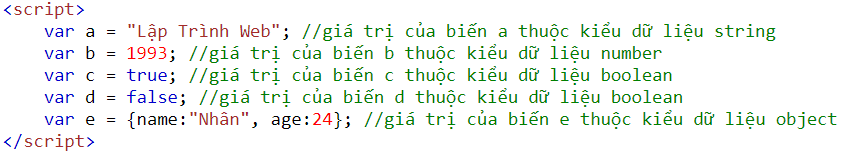 <script>
var a = "Lập Trình Web"; //giá trị của biến a thuộc kiểu dữ liệu string
var b = 1993; //giá trị của biến b thuộc kiểu dữ liệu number
var c = true; //giá trị của biến c thuộc kiểu dữ liệu boolean
var d = false; //giá trị của biến d thuộc kiểu dữ liệu boolean
var e = {name:"Nhân", age:24}; //giá trị của biến e thuộc kiểu dữ liệu object
</script>